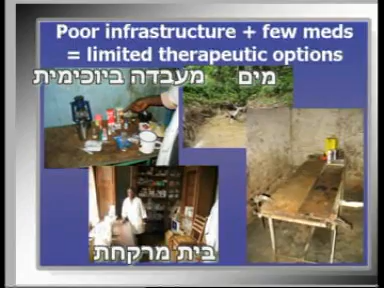 Poor infrastructure + few meds
= limited therapeutic options
מעבדה ביוכימית
מים
בית מרקחת